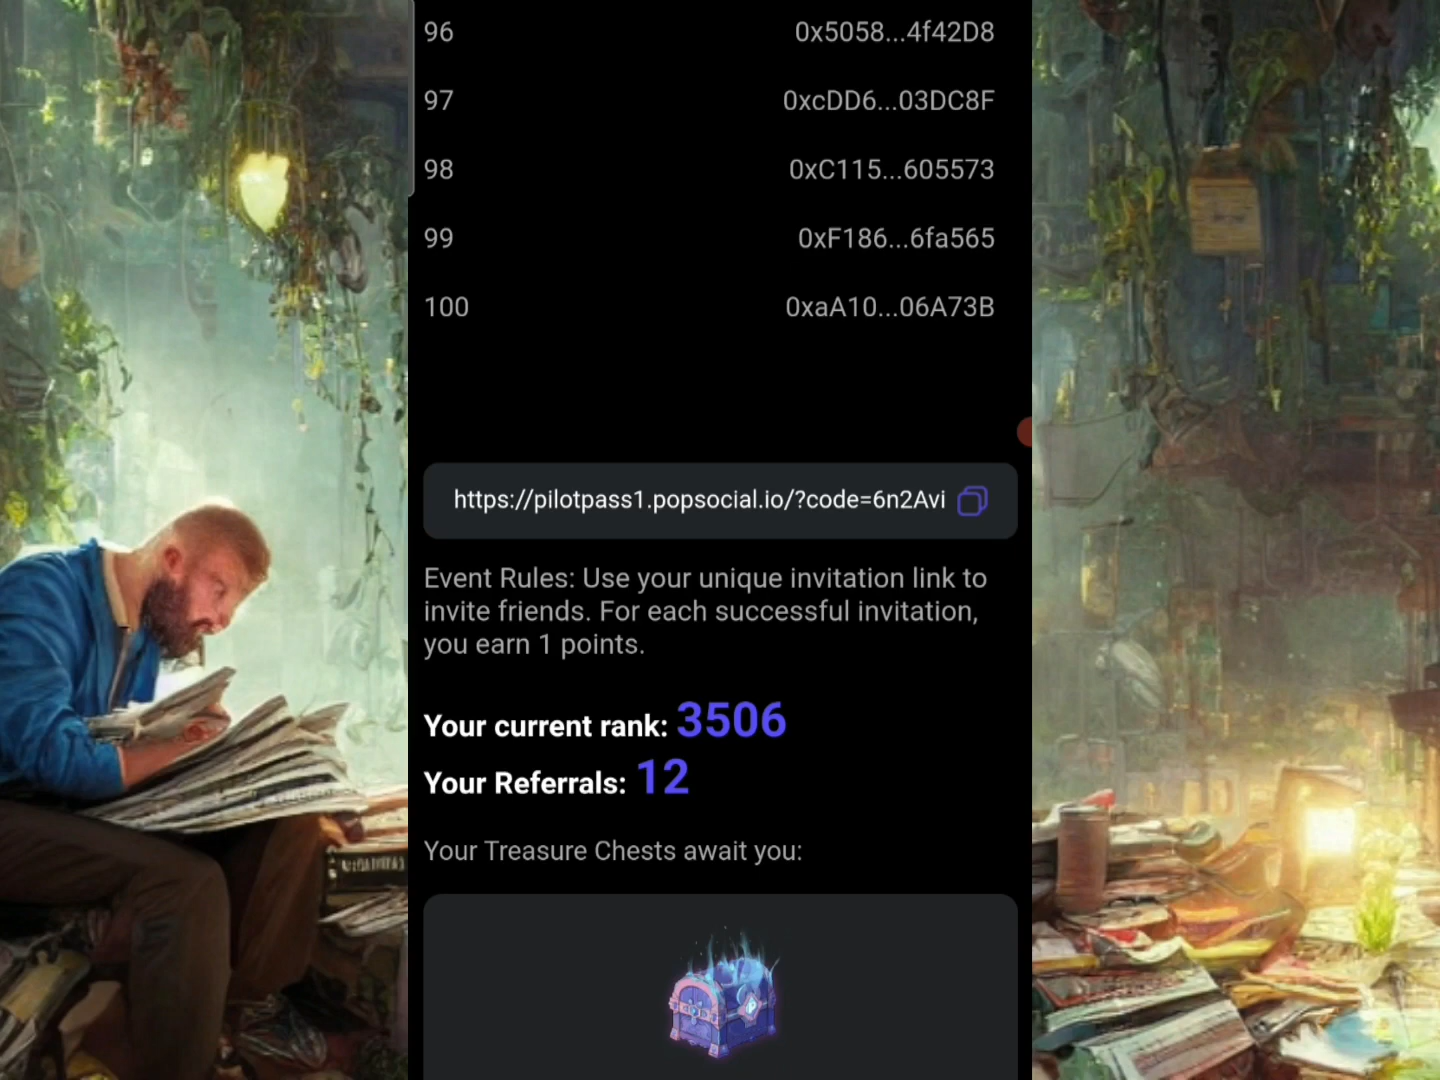 96 0x5058...4f42D8
97 0xcDD6...03DC8F
98 0xC115...605573
99 0xF186...6fa565
100 0xaA10...06A73B
https://pilotpass1.popsocial.io/?code=6n2Avi
Event Rules: Use your unique invitation link to
invite friends. For each successful invitation,
you earn 1 points.
Your current rank: 3506
Your Referrals: 12
Your Treasure Chests await you: